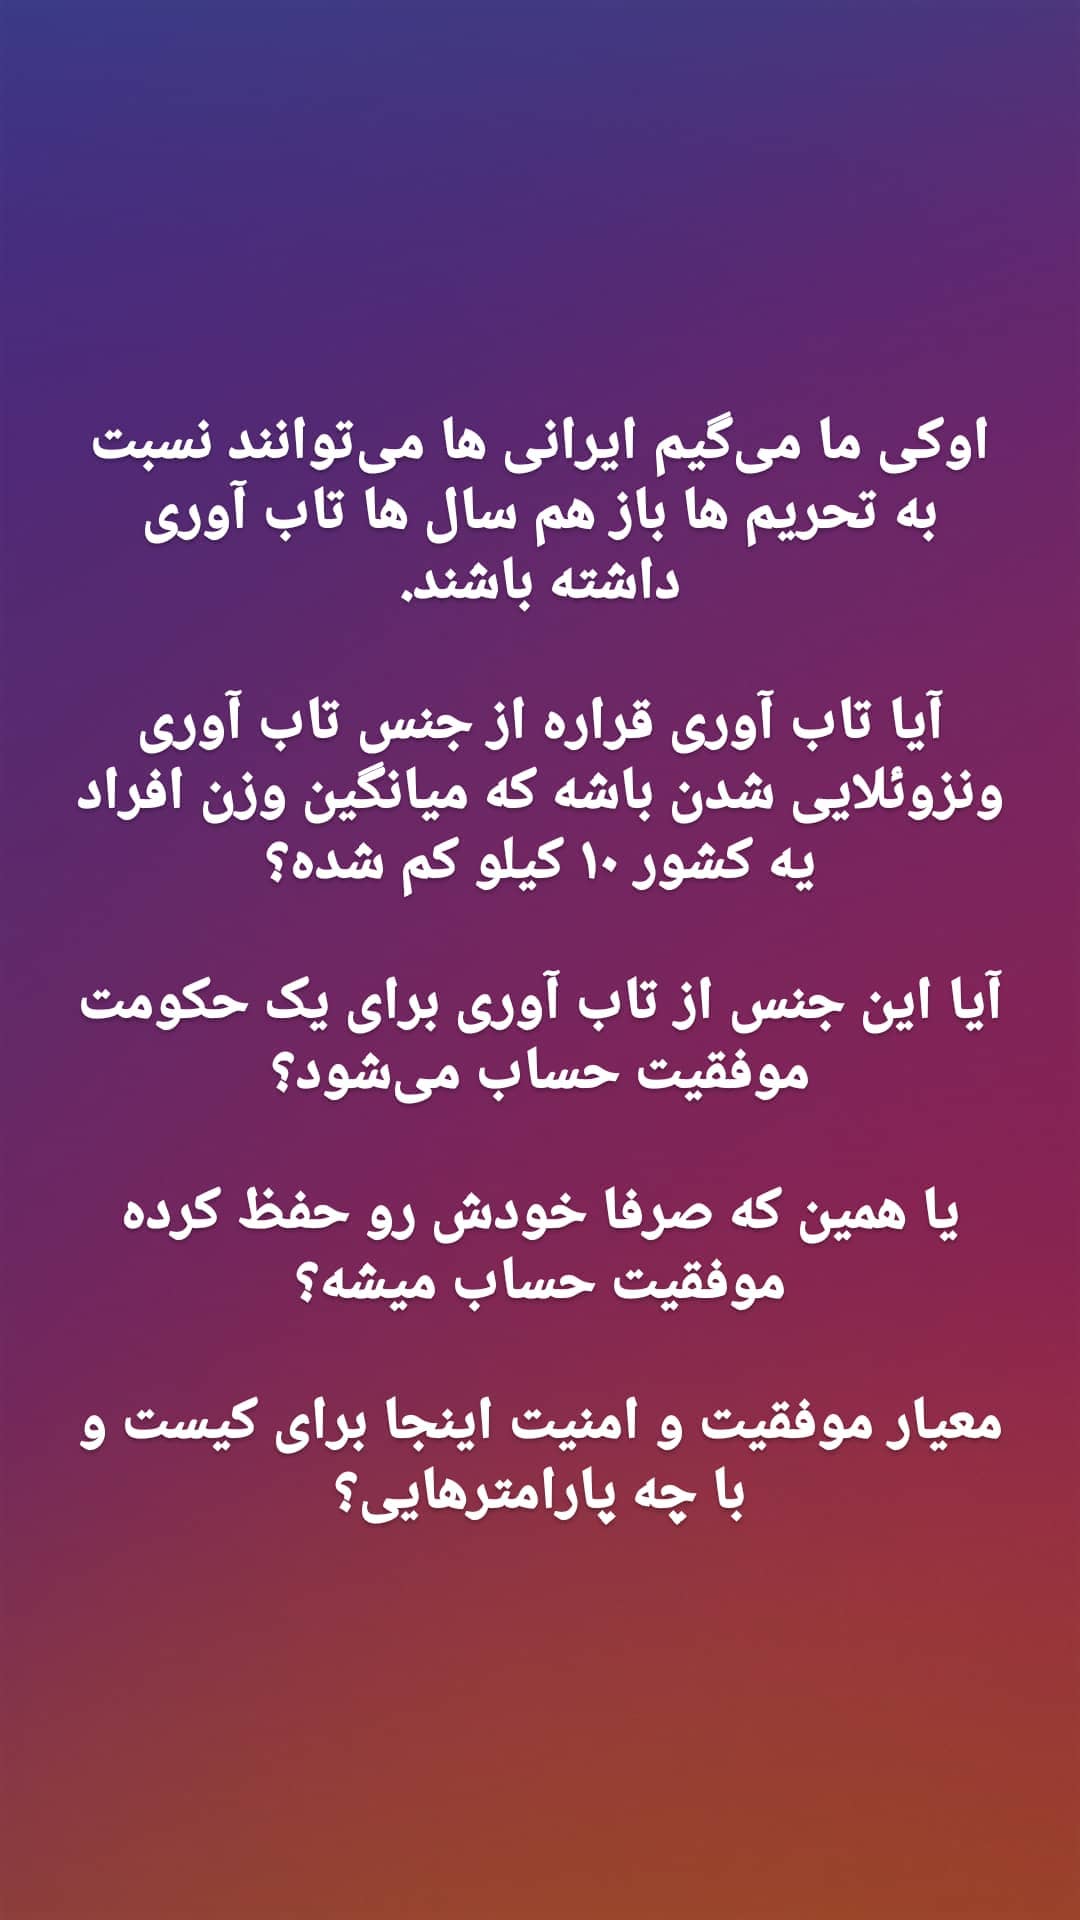 اوکی ما می‌گیم ایرانی ها می‌توانند نسبت
به تحریم ها باز هم سال ها تاب آوری
داشته باشند.
آیا تاب آوری قراره از جنس تاب آوری
ونزوئلایی شدن باشه که میانگین وزن افراد
یه کشور ۱۰ کیلو کم شده؟
آیا این جنس از تاب آوری برای یک حکومت
موفقیت حساب می‌شود؟
یا همین که صرفا خودش رو حفظ کرده
موفقیت حساب میشه؟
معیار موفقیت و امنیت اینجا برای کیست و
با چه پارامترهایی؟